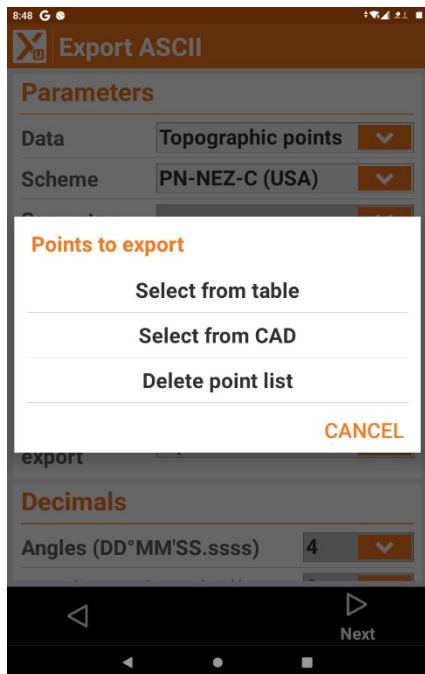 8:48 G
Export ASCII
Parameters
Data Topographic points
Scheme PN-NEZ-C (USA)
Points to export
Select from table
Select from CAD
Delete point list
CANCEL
export
Decimals
Angles (DD°MM'SS.ssss) 4
Next